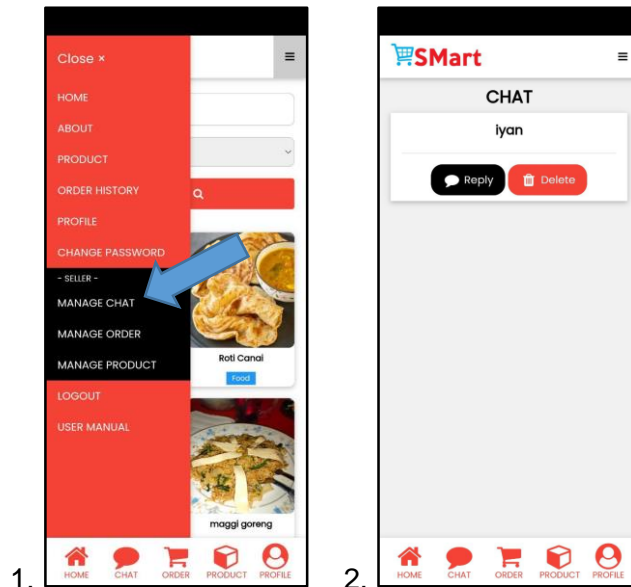 Close ×
HOME
ABOUT
PRODUCT
ORDER HISTORY
PROFILE
CHANGE PASSWORD
- SELLER -
MANAGE CHAT
MANAGE ORDER
MANAGE PRODUCT
LOGOUT
USER MANUAL
Roti Canai
Food
maggi goreng
HOME CHAT ORDER PRODUCT PROFILE
1.
SMart
CHAT
iyan
Reply Delete
HOME CHAT ORDER PRODUCT PROFILE
2.